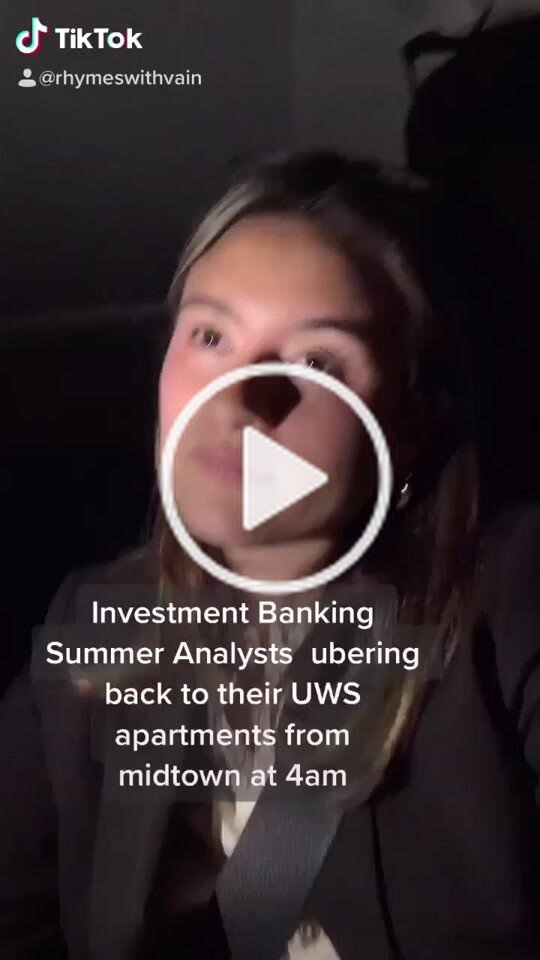 TikTok
@rhymeswithvain
Investment Banking
Summer Analysts  ubering
back to their UWS
apartments from
midtown at 4am